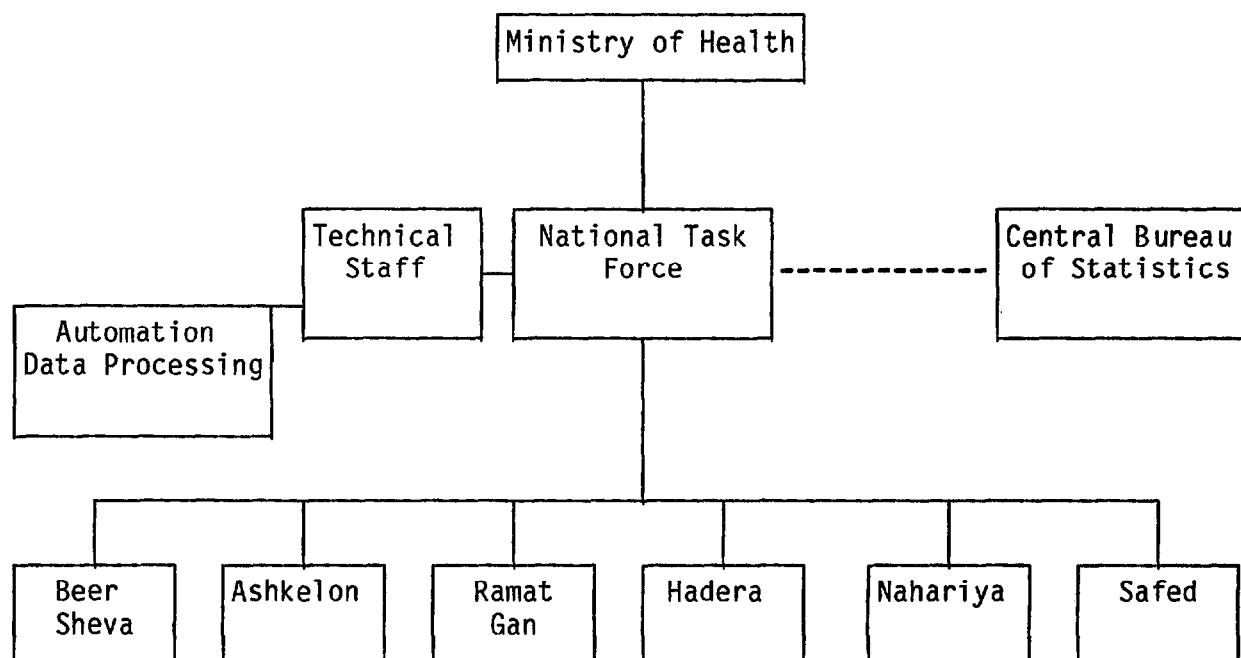 Ministry of Health
Technical
Staff
National Task
Force
Central Bureau
of Statistics
Automation
Data Processing
Beer
Sheva
Ashkelon
Ramat
Gan
Hadera
Nahariya
Safed